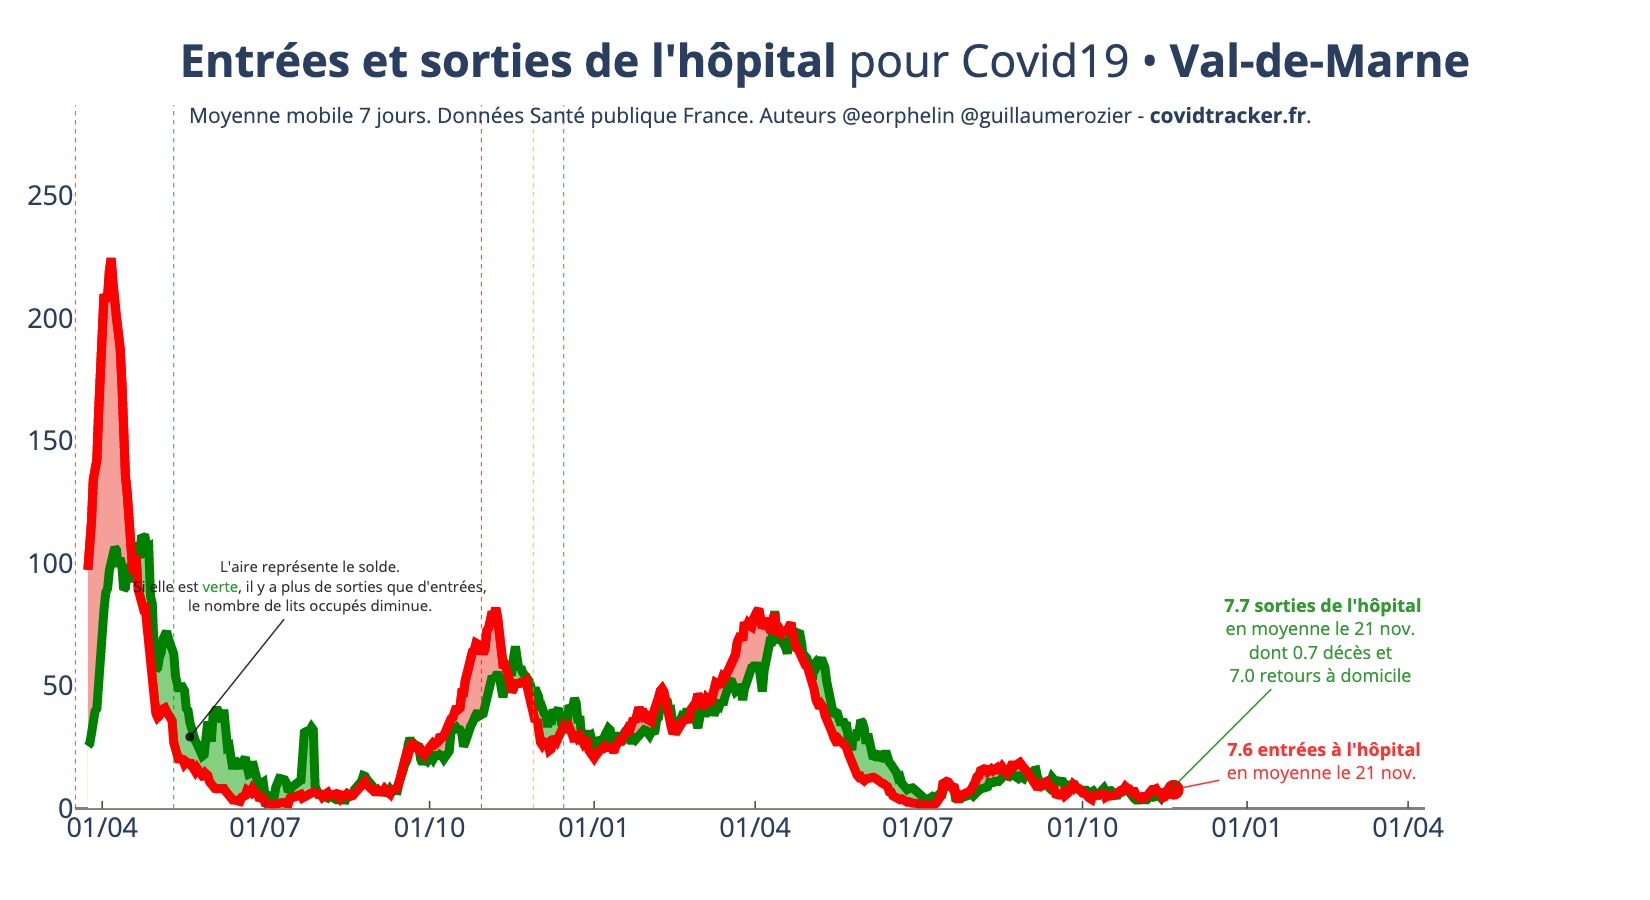 Entrées et sorties de l'hôpital pour Covid19 • Val-de-Marne
Moyenne mobile 7 jours. Données Santé publique France. Auteurs @eorphelin @guillaumerozier - covidtracker.fr.
250
200
150
100
50
0
L'aire représente le solde.
Si elle est verte, il y a plus de sorties que d'entrées,
le nombre de lits occupés diminue.
7.7 sorties de l'hôpital
en moyenne le 21 nov.
dont 0.7 décès et
7.0 retours à domicile
7.6 entrées à l'hôpital
en moyenne le 21 nov.
01/04 01/07 01/10 01/01 01/04 01/07 01/10 01/01 01/04